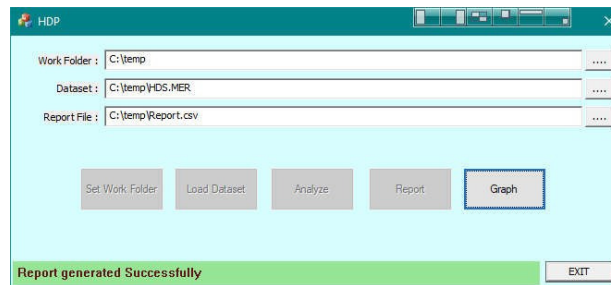 HDP
Work Folder : C:\temp ....
Dataset : C:\temp\HDS.MER ....
Report File : C:\temp\Report.csv ....
Set Work Folder Load Dataset Analyze Report Graph
Report generated Successfully EXIT